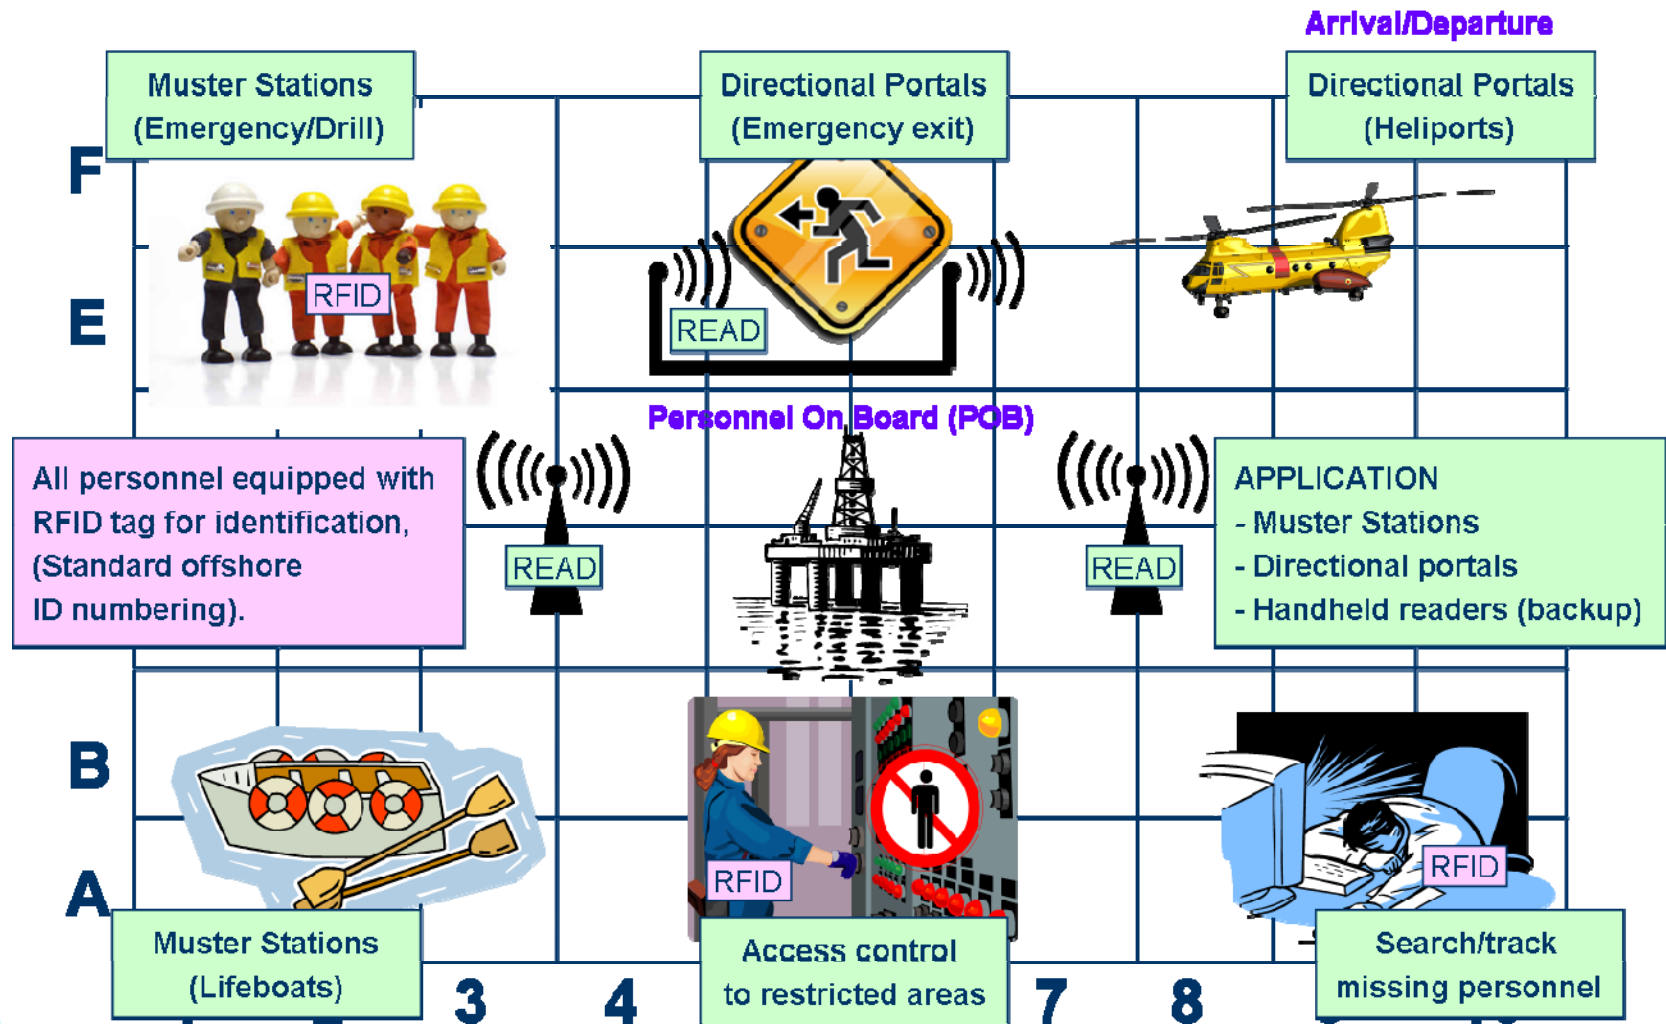 Arrival/Departure
Muster Stations
(Emergency/Drill)
Directional Portals
(Emergency exit)
Directional Portals
(Heliports)
F
E
RFID
READ
Personnel On Board (POB)
All personnel equipped with
RFID tag for identification,
(Standard offshore
ID numbering).
READ
READ
APPLICATION
- Muster Stations
- Directional portals
- Handheld readers (backup)
B
A
RFID
RFID
Muster Stations
(Lifeboats)
Access control
to restricted areas
Search/track
missing personnel
3
4
7
8